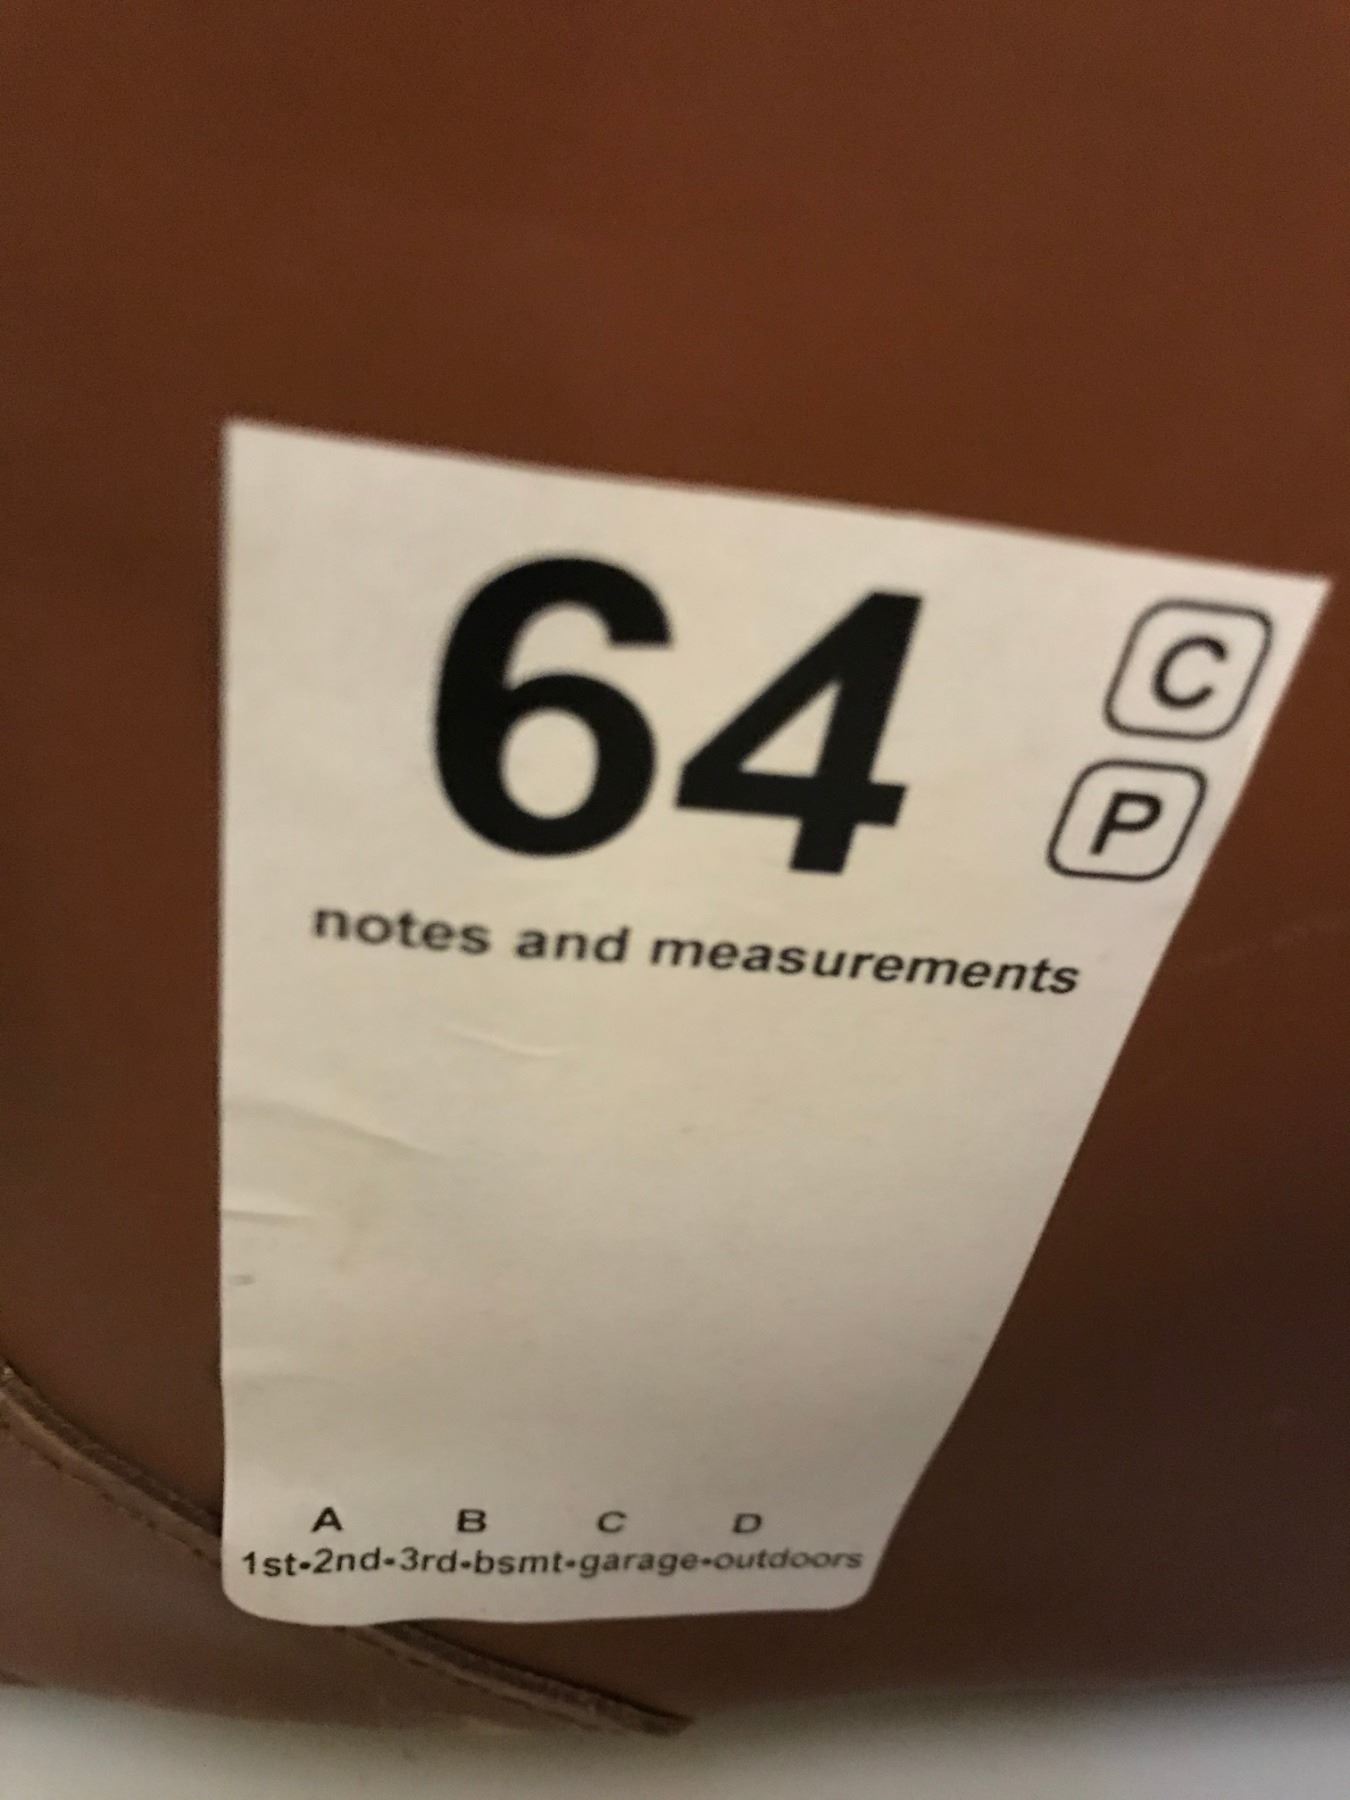 64
C
P
notes and measurements
A B C D
1st•2nd•3rd•bsmt•garage•outdoors